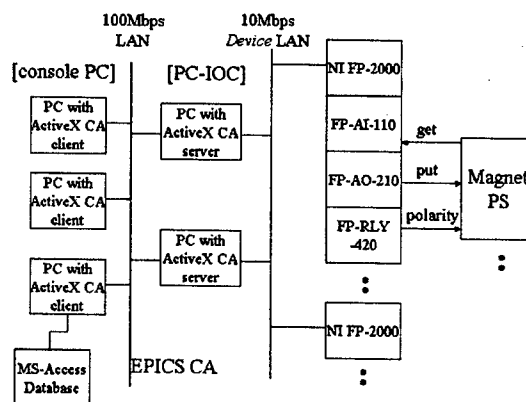 100Mbps
LAN
10Mbps
Device LAN
[console PC]
[PC-IOC]
PC with
ActiveX CA
client
PC with
ActiveX CA
client
PC with
ActiveX CA
client
MS-Access
Database
EPICS CA
PC with
ActiveX CA
server
PC with
ActiveX CA
server
NI FP-2000
FP-AI-110
FP-AO-210
FP-RLY
-420
NI FP-2000
get
put
polarity
Magnet
PS